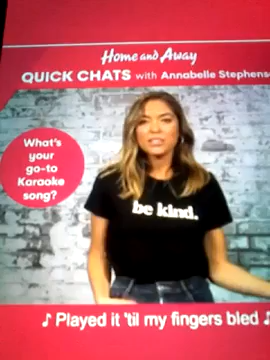 Home and Away
QUICK CHATS with Annabelle Stephens
What's
your
go-to
Karaoke
song?
be kind.
♪ Played it 'til my fingers bled ♪